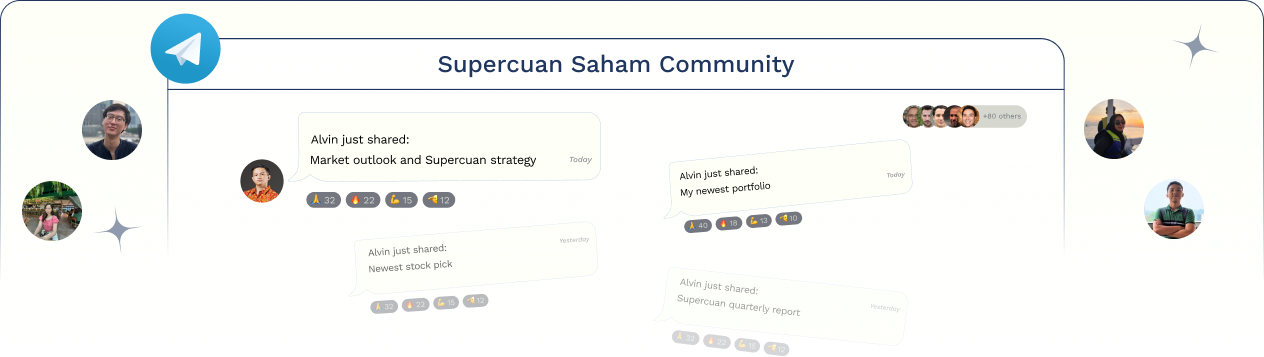 Supercuan Saham Community
+80 others
Alvin just shared:
Market outlook and Supercuan strategy
Today
32
22
15
12
Alvin just shared:
My newest portfolio
Today
40
18
13
10
Alvin just shared:
Newest stock pick
Yesterday
32
22
15
12
Alvin just shared:
Supercuan quarterly report
Yesterday
32
22
15
12